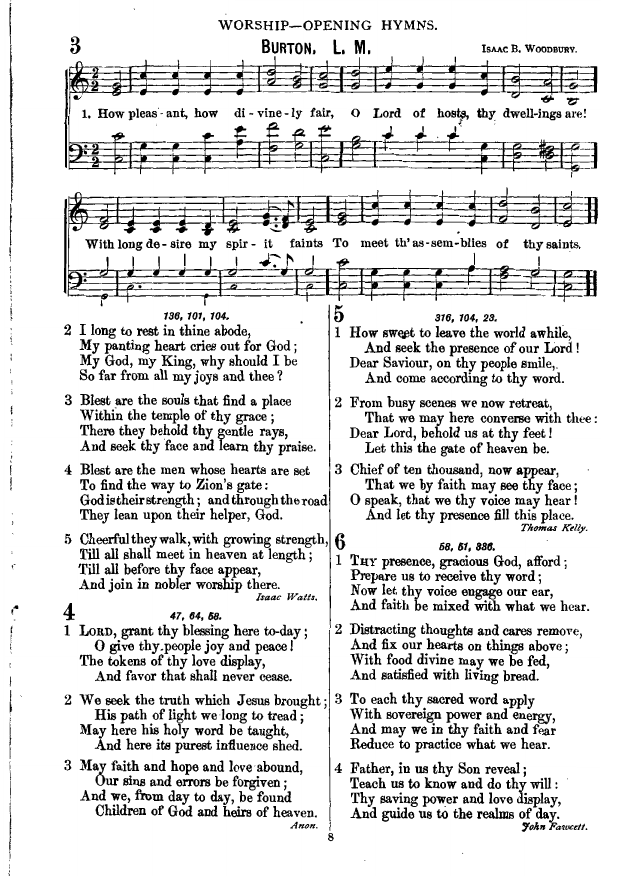 WORSHIP—OPENING HYMNS.
3
BURTON. L. M.
ISAAC B. WOODBURY.
1. How pleas-ant, how di-vine-ly fair, O Lord of hosts, thy dwell-ings are!
With long de-sire my spir-it faints To meet th' as-sem-blies of thy saints.
136, 101, 104.
2 I long to rest in thine abode,
My panting heart cries out for God;
My God, my King, why should I be
So far from all my joys and thee?
3 Blest are the souls that find a place
Within the temple of thy grace;
There they behold thy gentle rays,
And seek thy face and learn thy praise.
4 Blest are the men whose hearts are set
To find the way to Zion's gate:
God is their strength; and through the road
They lean upon their helper, God.
5 Cheerful they walk, with growing strength,
Till all shall meet in heaven at length;
Till all before thy face appear,
And join in nobler worship there.
Isaac Watts.
4
47, 64, 58.
1 LORD, grant thy blessing here to-day;
O give thy people joy and peace!
The tokens of thy love display,
And favor that shall never cease.
2 We seek the truth which Jesus brought;
His path of light we long to tread;
May here his holy word be taught,
And here its purest influence shed.
3 May faith and hope and love abound,
Our sins and errors be forgiven;
And we, from day to day, be found
Children of God and heirs of heaven.
Anon.
5
316, 104, 23.
1 How sweet to leave the world awhile,
And seek the presence of our Lord!
Dear Saviour, on thy people smile,
And come according to thy word.
2 From busy scenes we now retreat,
That we may here converse with thee:
Dear Lord, behold us at thy feet!
Let this the gate of heaven be.
3 Chief of ten thousand, now appear,
That we by faith may see thy face;
O speak, that we thy voice may hear!
And let thy presence fill this place.
Thomas Kelly.
6
58, 51, 336.
1 THY presence, gracious God, afford;
Prepare us to receive thy word;
Now let thy voice engage our ear,
And faith be mixed with what we hear.
2 Distracting thoughts and cares remove,
And fix our hearts on things above;
With food divine may we be fed,
And satisfied with living bread.
3 To each thy sacred word apply
With sovereign power and energy,
And may we in thy faith and fear
Reduce to practice what we hear.
4 Father, in us thy Son reveal;
Teach us to know and do thy will:
Thy saving power and love display,
And guide us to the realms of day.
John Fawcett.
8